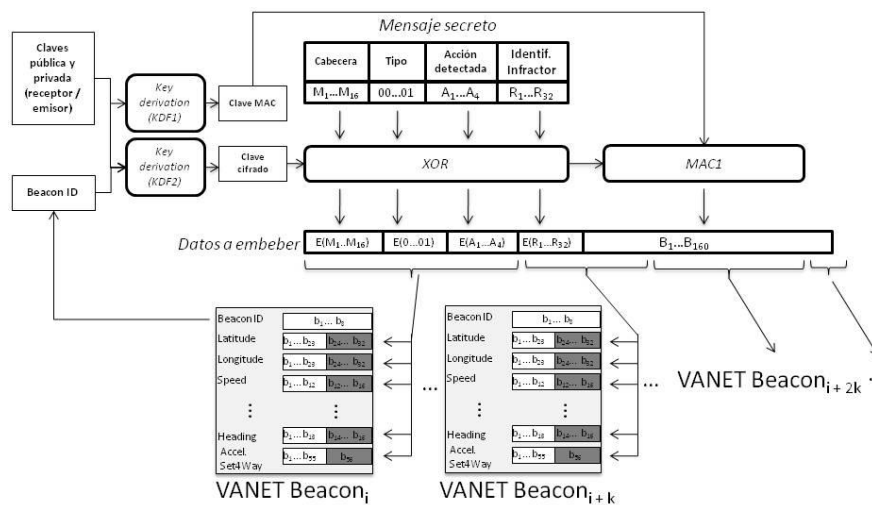 Mensaje secreto
Claves
pública y
privada
(receptor /
emisor)
Key
derivation
(KDF1)
Clave MAC
Cabecera
Tipo
Acción
detectada
Identif.
Infractor
M1...M16
00...01
A1...A4
R1...R32
Key
derivation
(KDF2)
Clave
cifrado
XOR
MAC1
Beacon ID
Datos a embeber
E(M1..M16)
E(0...01)
E(A1...A4)
E(R1...R32)
B1...B160
Beacon ID
b1... b8
Latitude
b1...b23
b24... b32
Longitude
b1...b23
b24... b32
Speed
b1...b12
b12... b16
Heading
b1...b18
b14... b16
Accel.
Set4Way
b1...b55
b56
VANET Beaconi
...
Beacon ID
b1... b8
Latitude
b1...b23
b24... b32
Longitude
b1...b23
b24... b32
Speed
b1...b12
b12... b16
Heading
b1...b18
b14... b16
Accel.
Set4Way
b1...b55
b56
VANET Beaconi + k
...
VANET Beaconi + 2k